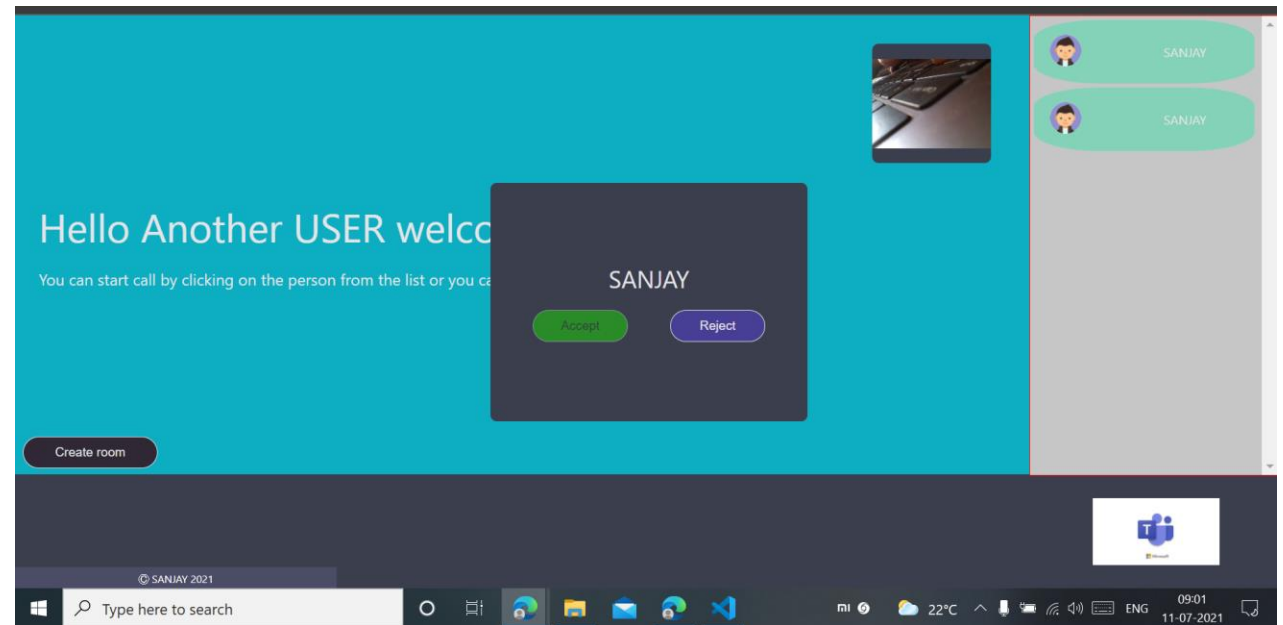 SANJAY
SANJAY
Hello Another USER welco
You can start call by clicking on the person from the list or you ca
SANJAY
Accept
Reject
Create room
T
Microsoft
© SANJAY 2021
Type here to search
mi
22°C
ENG
09:01
11-07-2021